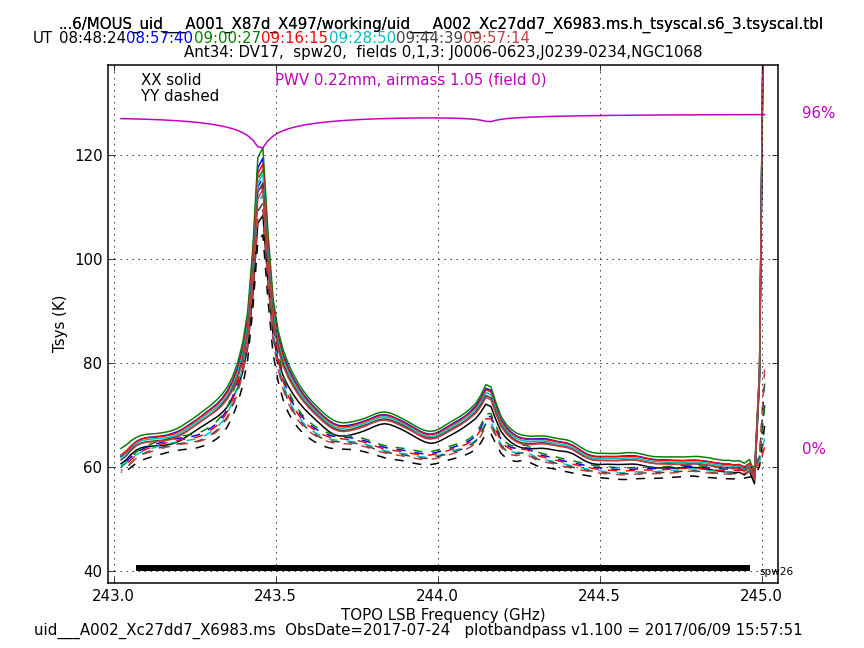 ...6/MOUS_uid___A001_X87d_X497/working/uid___A002_Xc27dd7_X6983.ms.h_tsyscal.s6_3.tsyscal.tbl
UT 08:48:24 08:57:40 09:00:27 09:16:15 09:28:50 09:44:39 09:57:14
Ant34: DV17, spw20, fields 0,1,3: J0006-0623,J0239-0234,NGC1068
XX solid
PWV 0.22mm, airmass 1.05 (field 0)
YY dashed
96%
120
100
Tsys (K)
80
60
0%
40
spw26
243.0 243.5 244.0 244.5 245.0
TOPO LSB Frequency (GHz)
uid___A002_Xc27dd7_X6983.ms ObsDate=2017-07-24 plotbandpass v1.100 = 2017/06/09 15:57:51